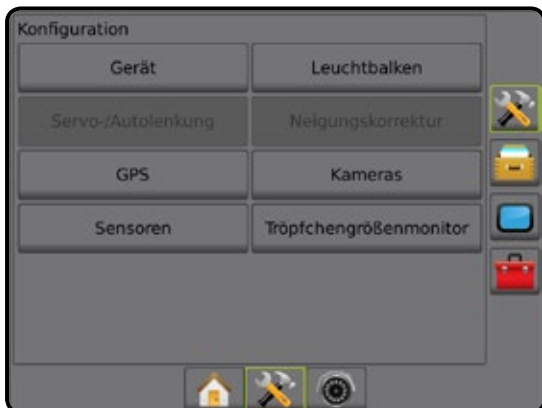 Konfiguration
Gerät Leuchtbalken
Servo-/Autolenkung Neigungskorrektur
GPS Kameras
Sensoren Tröpfchengrößenmonitor